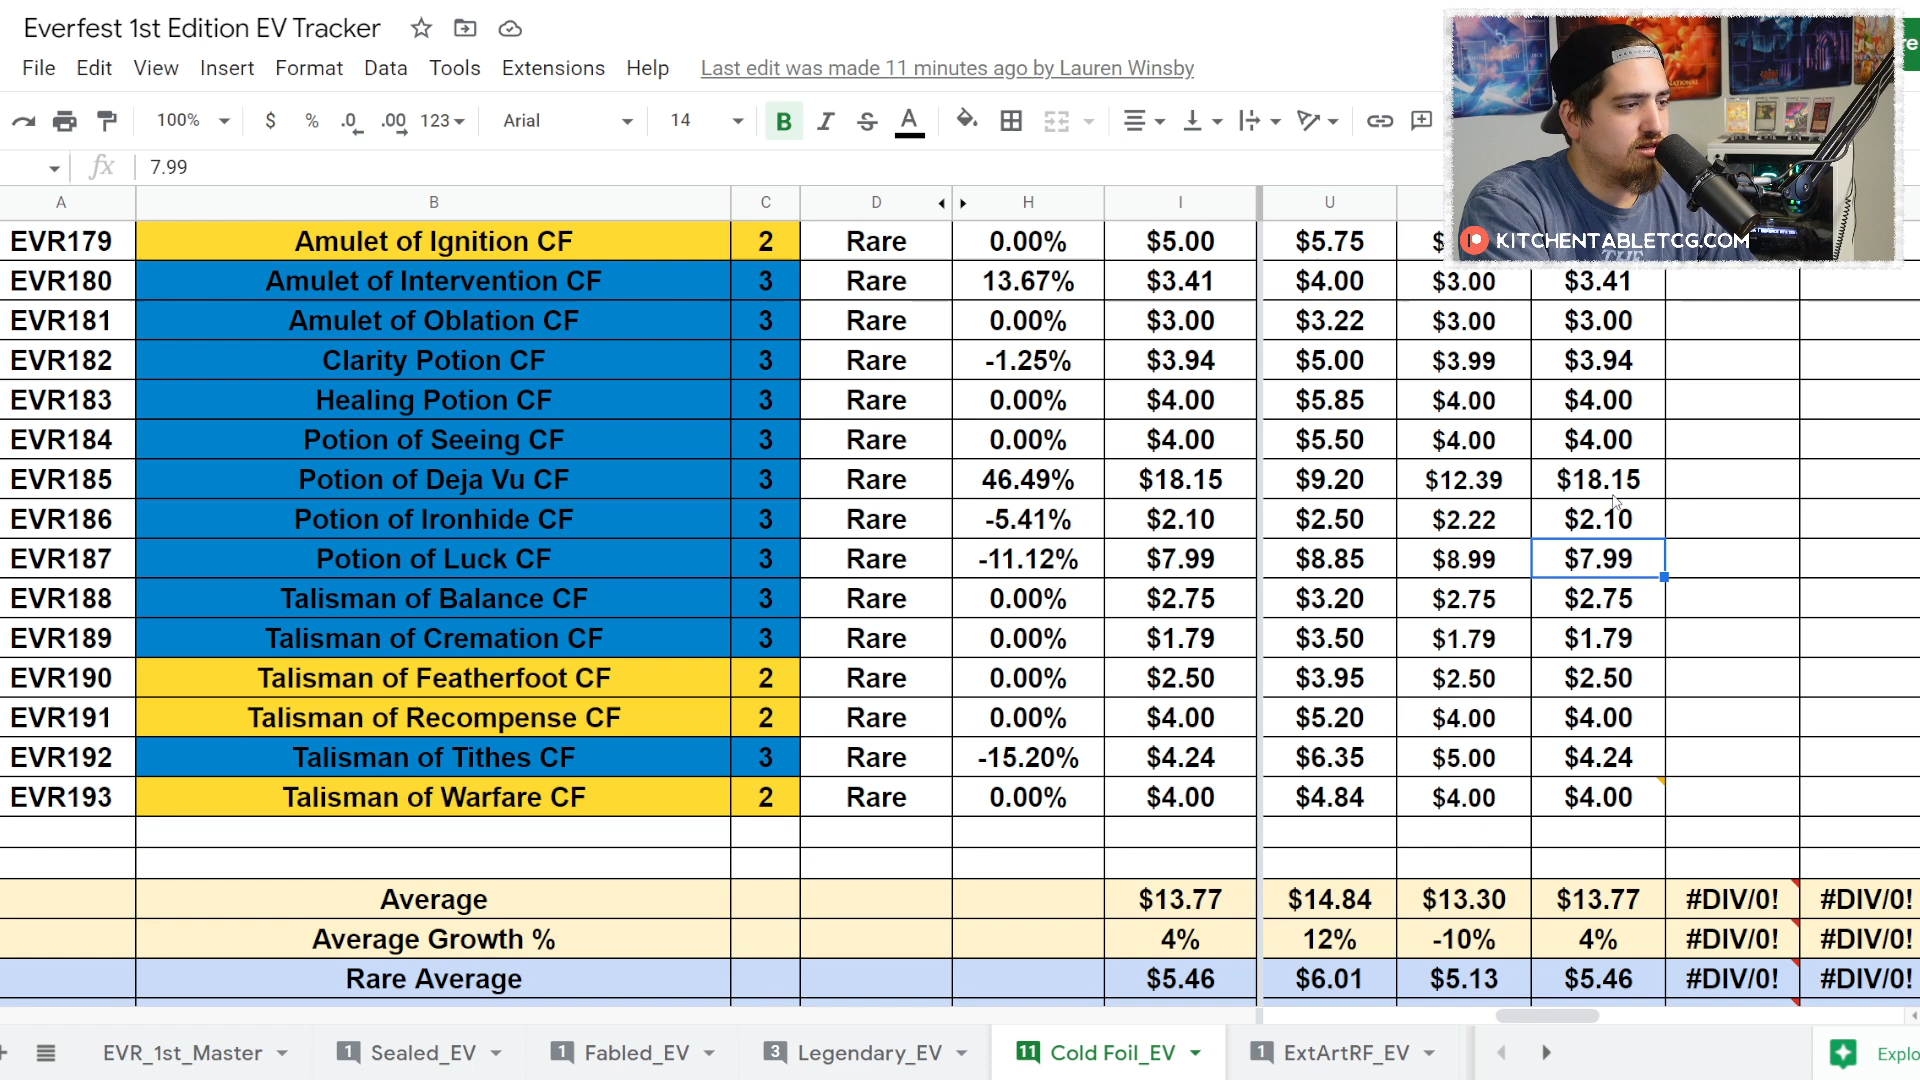 Everfest 1st Edition EV Tracker
File Edit View Insert Format Data Tools Extensions Help Last edit was made 11 minutes ago by Lauren Winsby
100% $ % .0 .00 123 Arial 14 B I S A
fx 7.99
A B C D H I U
EVR179 Amulet of Ignition CF 2 Rare 0.00% $5.00 $5.75 $
KITCHENTABLETCG.COM
EVR180 Amulet of Intervention CF 3 Rare 13.67% $3.41 $4.00 $3.00 $3.41
EVR181 Amulet of Oblation CF 3 Rare 0.00% $3.00 $3.22 $3.00 $3.00
EVR182 Clarity Potion CF 3 Rare -1.25% $3.94 $5.00 $3.99 $3.94
EVR183 Healing Potion CF 3 Rare 0.00% $4.00 $5.85 $4.00 $4.00
EVR184 Potion of Seeing CF 3 Rare 0.00% $4.00 $5.50 $4.00 $4.00
EVR185 Potion of Deja Vu CF 3 Rare 46.49% $18.15 $9.20 $12.39 $18.15
EVR186 Potion of Ironhide CF 3 Rare -5.41% $2.10 $2.50 $2.22 $2.10
EVR187 Potion of Luck CF 3 Rare -11.12% $7.99 $8.85 $8.99 $7.99
EVR188 Talisman of Balance CF 3 Rare 0.00% $2.75 $3.20 $2.75 $2.75
EVR189 Talisman of Cremation CF 3 Rare 0.00% $1.79 $3.50 $1.79 $1.79
EVR190 Talisman of Featherfoot CF 2 Rare 0.00% $2.50 $3.95 $2.50 $2.50
EVR191 Talisman of Recompense CF 2 Rare 0.00% $4.00 $5.20 $4.00 $4.00
EVR192 Talisman of Tithes CF 3 Rare -15.20% $4.24 $6.35 $5.00 $4.24
EVR193 Talisman of Warfare CF 2 Rare 0.00% $4.00 $4.84 $4.00 $4.00
Average $13.77 $14.84 $13.30 $13.77 #DIV/0! #DIV/0!
Average Growth % 4% 12% -10% 4% #DIV/0! #DIV/0!
Rare Average $5.46 $6.01 $5.13 $5.46 #DIV/0! #DIV/0!
EVR_1st_Master 1 Sealed_EV 1 Fabled_EV 3 Legendary_EV 11 Cold Foil_EV 1 ExtArtRF_EV Explo